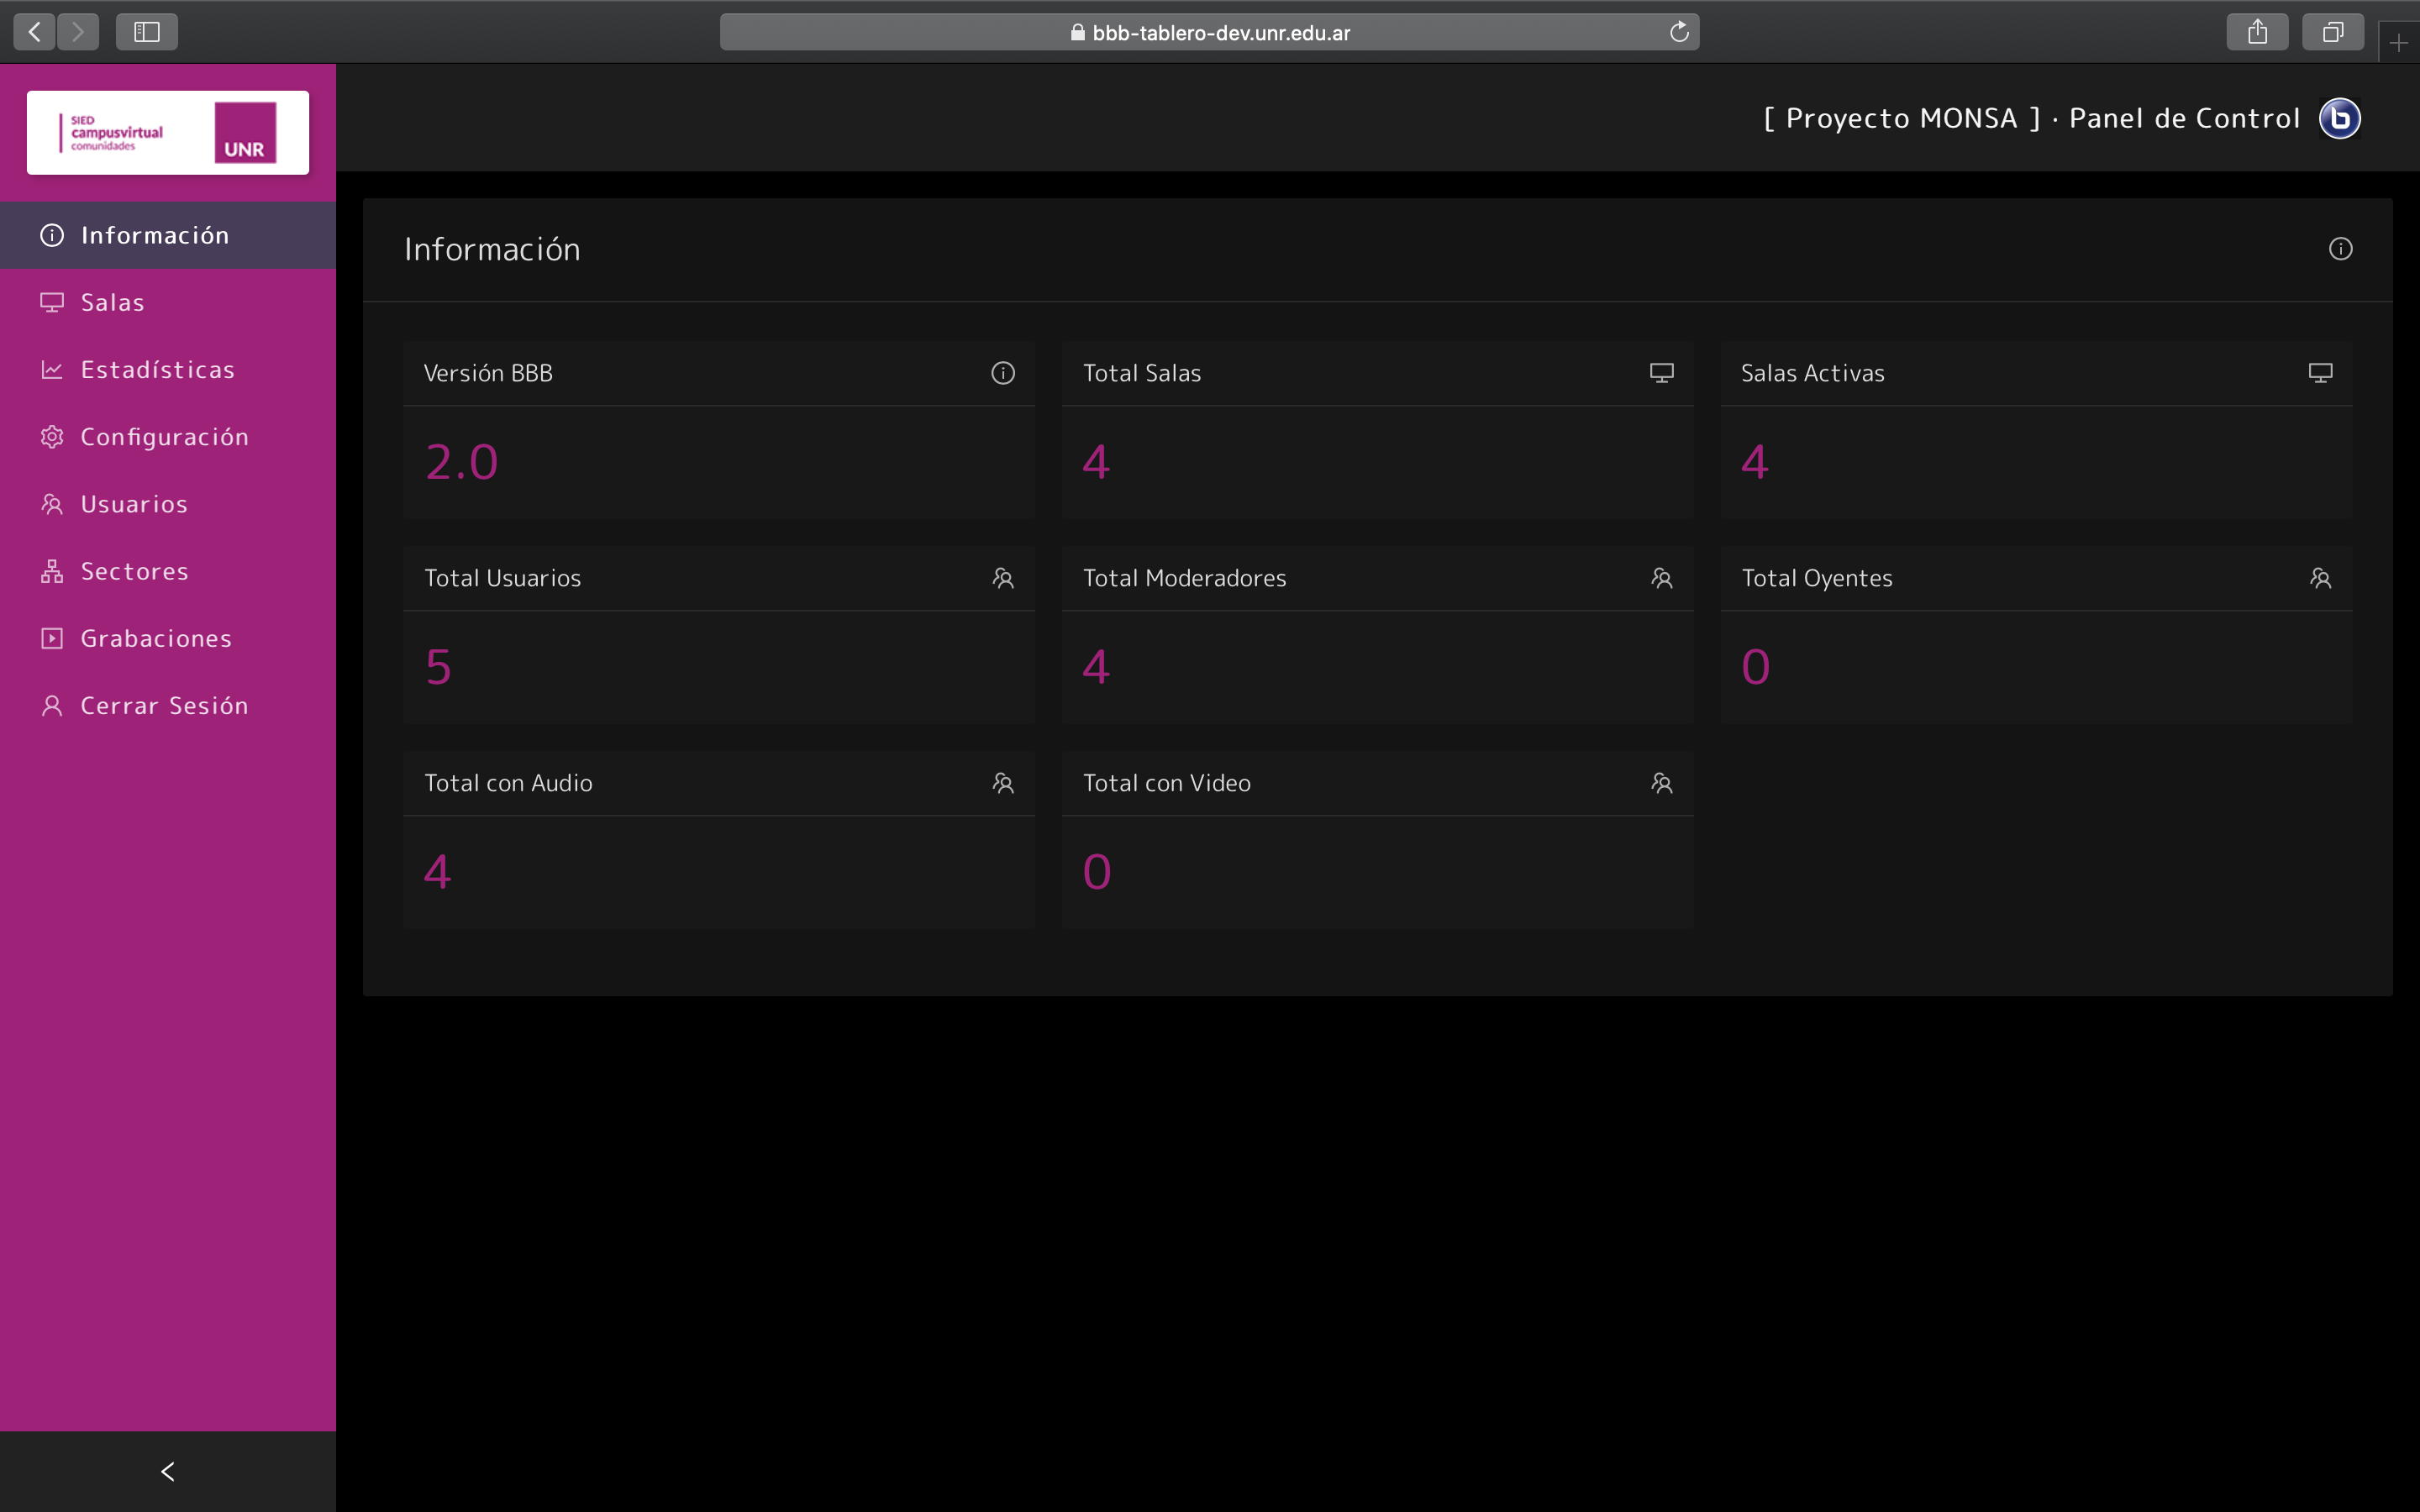 bbb-tablero-dev.unr.edu.ar
SIED
campusvirtual
comunidades
UNR
[ Proyecto MONSA ] · Panel de Control
Información
Salas
Estadísticas
Configuración
Usuarios
Sectores
Grabaciones
Cerrar Sesión
Información
Versión BBB
2.0
Total Salas
4
Salas Activas
4
Total Usuarios
5
Total Moderadores
4
Total Oyentes
0
Total con Audio
4
Total con Video
0